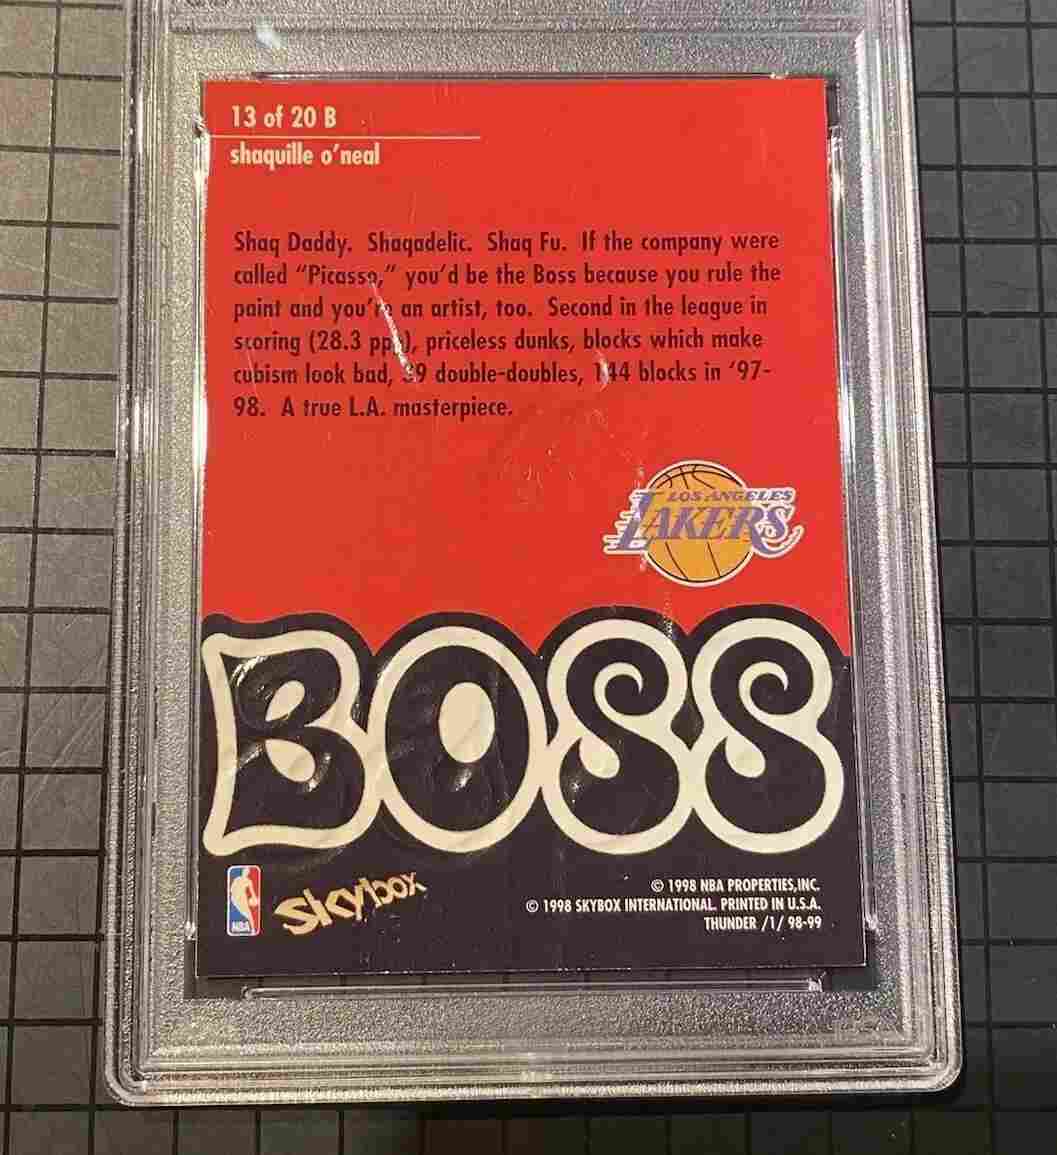 13 of 20 B
shaquille o'neal
Shaq Daddy. Shaqadelic. Shaq Fu. If the company were
called “Picasso,” you'd be the Boss because you rule the
paint and you're an artist, too. Second in the league in
scoring (28.3 ppg), priceless dunks, blocks which make
cubism look bad, double-doubles, 144 blocks in ‘97-
98. A true L.A. masterpiece.
LOS ANGELES
LAKERS
BOSS
NBA
SKYbox
© 1998 NBA PROPERTIES,INC.
© 1998 SKYBOX INTERNATIONAL. PRINTED IN U.S.A.
THUNDER /1/ 98-99